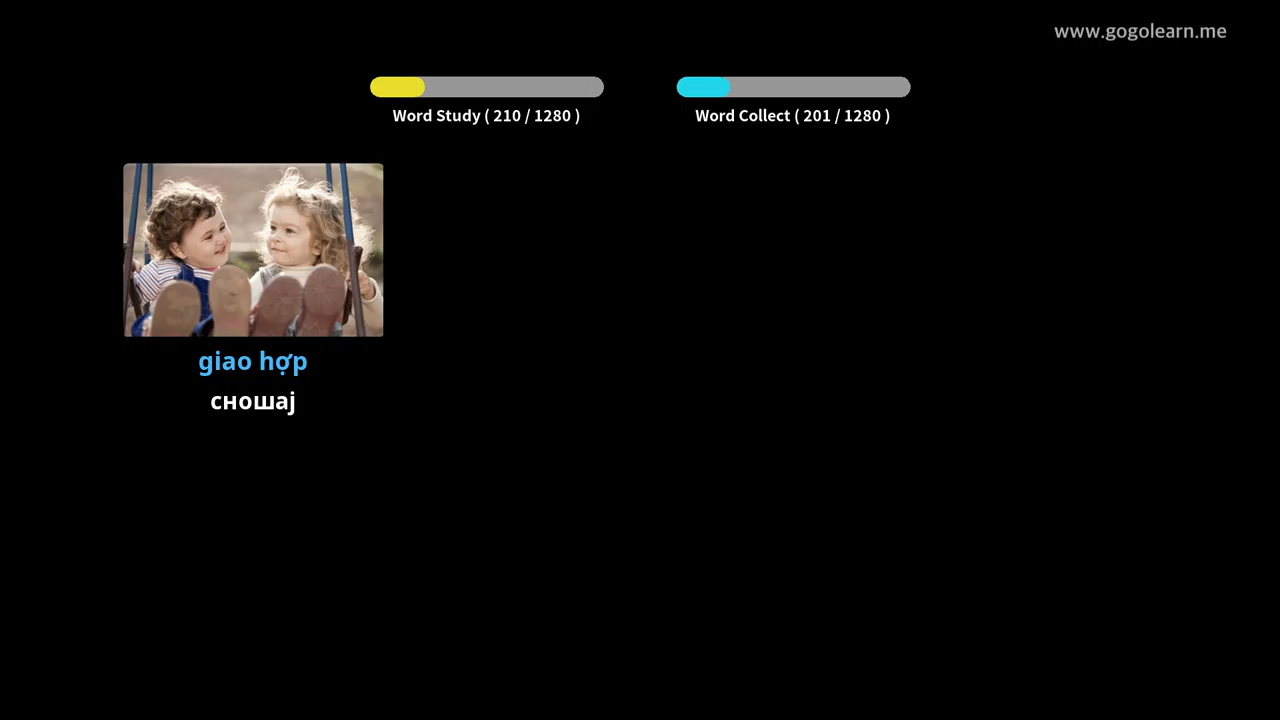 www.gogolearn.me
Word Study ( 210 / 1280 )
Word Collect ( 201 / 1280 )
giao hợp
сношај